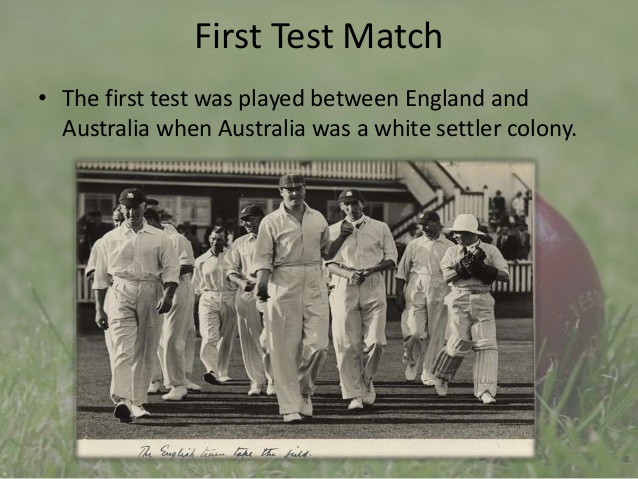 First Test Match
• The first test was played between England and
Australia when Australia was a white settler colony.
The English team take the field.